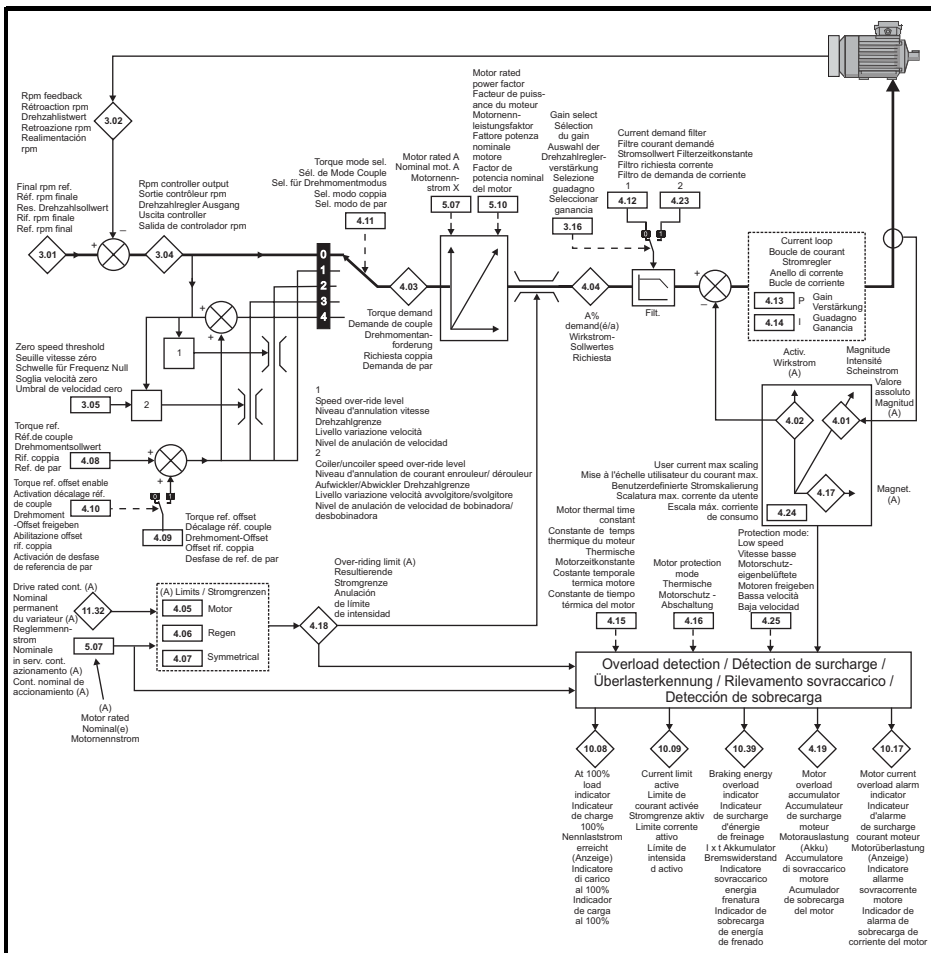 Rpm feedback
Rétroaction rpm
Drehzahlistwert
Retroazione rpm
Realimentación
rpm
3.02
Final rpm ref.
Réf. rpm finale
Res. Drehzahlsollwert
Rif. rpm finale
Ref. rpm final
3.01
+
–
Rpm controller output
Sortie contrôleur rpm
Drehzahlregler Ausgang
Uscita controller
Salida de controlador rpm
3.04
Torque mode sel.
Sél. de Mode Couple
Sel. für Drehmomentmodus
Sel. modo coppia
Sel. modo de par
4.11
0
1
2
3
4
+
+
1
2
Zero speed threshold
Seuille vitesse zéro
Schwelle für Frequenz Null
Soglia velocità zero
Umbral de velocidad cero
3.05
Torque ref.
Réf.de couple
Drehmomentsollwert
Rif. coppia
Ref. de par
4.08
+
+
Torque ref. offset enable
Activation décalage réf.
de couple
Drehmoment
-Offset freigeben
Abilitazione offset
rif. coppia
Activación de desfase
de referencia de par
4.10
0
1
4.09
Torque ref. offset
Décalage réf. couple
Drehmoment-Offset
Offset rif. coppia
Desfase de ref. de par
4.03
Torque demand
Demande de couple
Drehmomentan-
forderung
Richiesta coppia
Demanda de par
Motor rated A
Nominal mot. A
Motornenn-
strom X
5.07
Motor rated
power factor
Facteur de puiss-
ance du moteur
Motornenn-
leistungsfaktor
Fattore potenza
nominale
motore
Factor de
potencia nominal
del motor
5.10
Gain select
Sélection
du gain
Auswahl der
Drehzahlregler-
verstärkung
Selezione
guadagno
Seleccionar
ganancia
3.16
Current demand filter
Filtre courant demandé
Stromsollwert Filterzeitkonstante
Filtro richiesta corrente
Filtro de demanda de corriente
1
2
4.12
4.23
0
1
4.04
A%
demand(é/a)
Wirkstrom-
Sollwertes
Richiesta
Filt.
+
–
Current loop
Boucle de courant
Stromregler
Anello di corrente
Bucle de corriente
4.13
P
Gain
Verstärkung
4.14
I
Guadagno
Ganancia
1
Speed over-ride level
Niveau d'annulation vitesse
Drehzahlgrenze
Livello variazione velocità
Nivel de anulación de velocidad
2
Coiler/uncoiler speed over-ride level
Niveau d'anulation de courant enrouleur/ dérouleur
Aufwickler/Abwickler Drehzahlgrenze
Livello variazione velocità avvolgitore/svolgitore
Nivel de anulación de velocidad de bobinadora/
desbobinadora
Activ.
Wirkstrom
(A)
Magnitude
Intensité
Scheinstrom
Valore
assoluto
Magnitud
(A)
4.02
4.01
4.17
Magnet.
(A)
User current max scaling
Mise à l'échelle utilisateur du courant max.
Benutzerdefinierte Stromskalierung
Scalatura max. corrente da utente
Escala máx. corriente
de consumo
4.24
Motor thermal time
constant
Constante de temps
thermique du moteur
Thermische
Motorzeitkonstante
Costante temporale
termica motore
Constante de tiempo
térmica del motor
4.15
Motor protection
mode
Thermische
Motorschutz -
Abschaltung
4.16
Protection mode:
Low speed
Vitesse basse
Motorschutz-
eigenbelüftete
Motoren freigeben
Bassa velocità
Baja velocidad
4.25
Drive rated cont. (A)
Nominal
permanent
du variateur (A)
Reglemmenn-
strom
Nominale
in serv. cont.
azionamento (A)
Cont. nominal de
accionamiento (A)
11.32
5.07
(A)
Motor rated
Nominal(e)
Motornennstrom
(A) Limits / Stromgrenzen
4.05
Motor
4.06
Regen
4.07
Symmetrical
4.18
Over-riding limit (A)
Resultierende
Stromgrenze
Anulación
de límite
de intensidad
Overload detection / Détection de surcharge /
Überlasterkennung / Rilevamento sovraccarico /
Detección de sobrecarga
10.08
At 100%
load
indicator
Indicateur
de charge
100%
Nennlaststrom
erreicht
(Anzeige)
Indicatore
di carico
al 100%
Indicador
de carga
al 100%
10.09
Current limit
active
Limite de
courant activée
Stromgrenze aktiv
Limite corrente
attivo
Límite de
intensida
d activo
10.39
Braking energy
overload
indicator
Indicateur
de surcharge
d'énergie
de freinage
I x t Akkumulator
Bremswiderstand
Indicatore
sovraccarico
energia
frenatura
Indicador de
sobrecarga
de energía
de frenado
4.19
Motor
overload
accumulator
Accumulateur
de surcharge
moteur
Motorauslastung
(Akku)
Accumulatore
di sovraccarico
motore
Acumulador
de sobrecarga
del motor
10.17
Motor current
overload alarm
indicator
Indicateur
d'alarme
de surcharge
courant moteur
Motorüberlastung
(Anzeige)
Indicatore
allarme
sovracorrente
motore
Indicador de
alarma de
sobrecarga de
corriente del motor